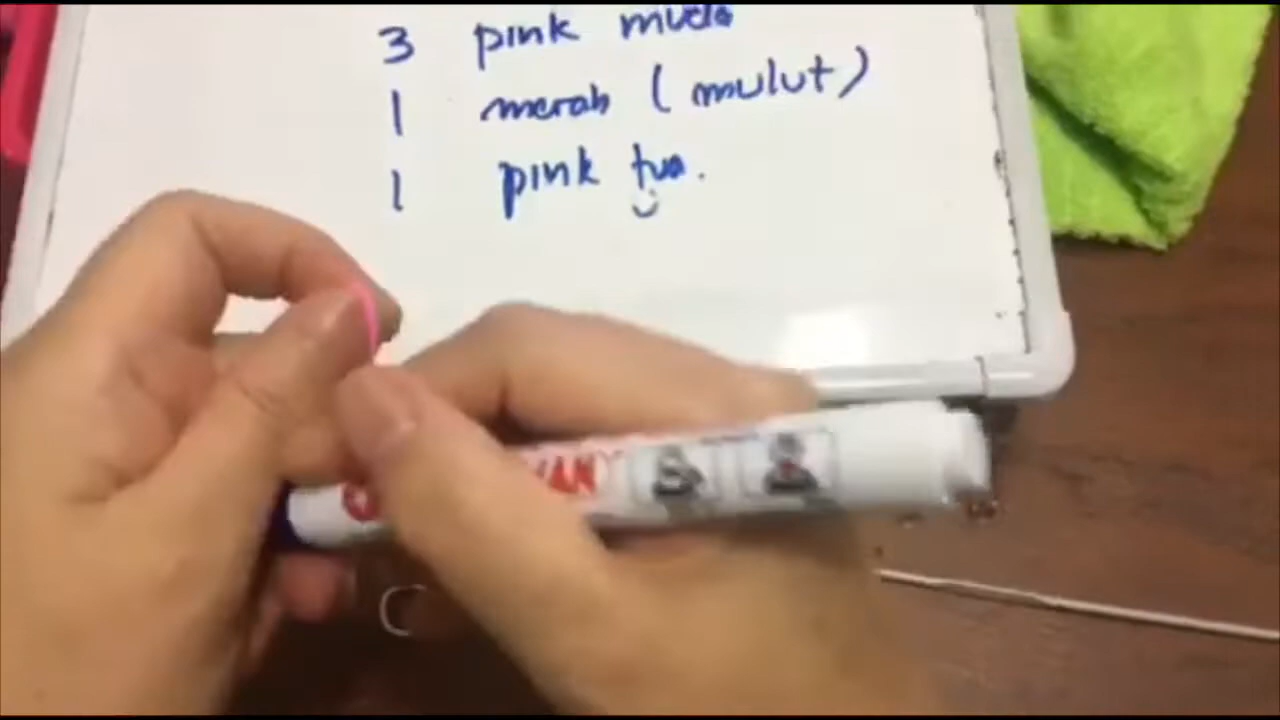 3 pink muda
1 merah (mulut)
1 pink tua.